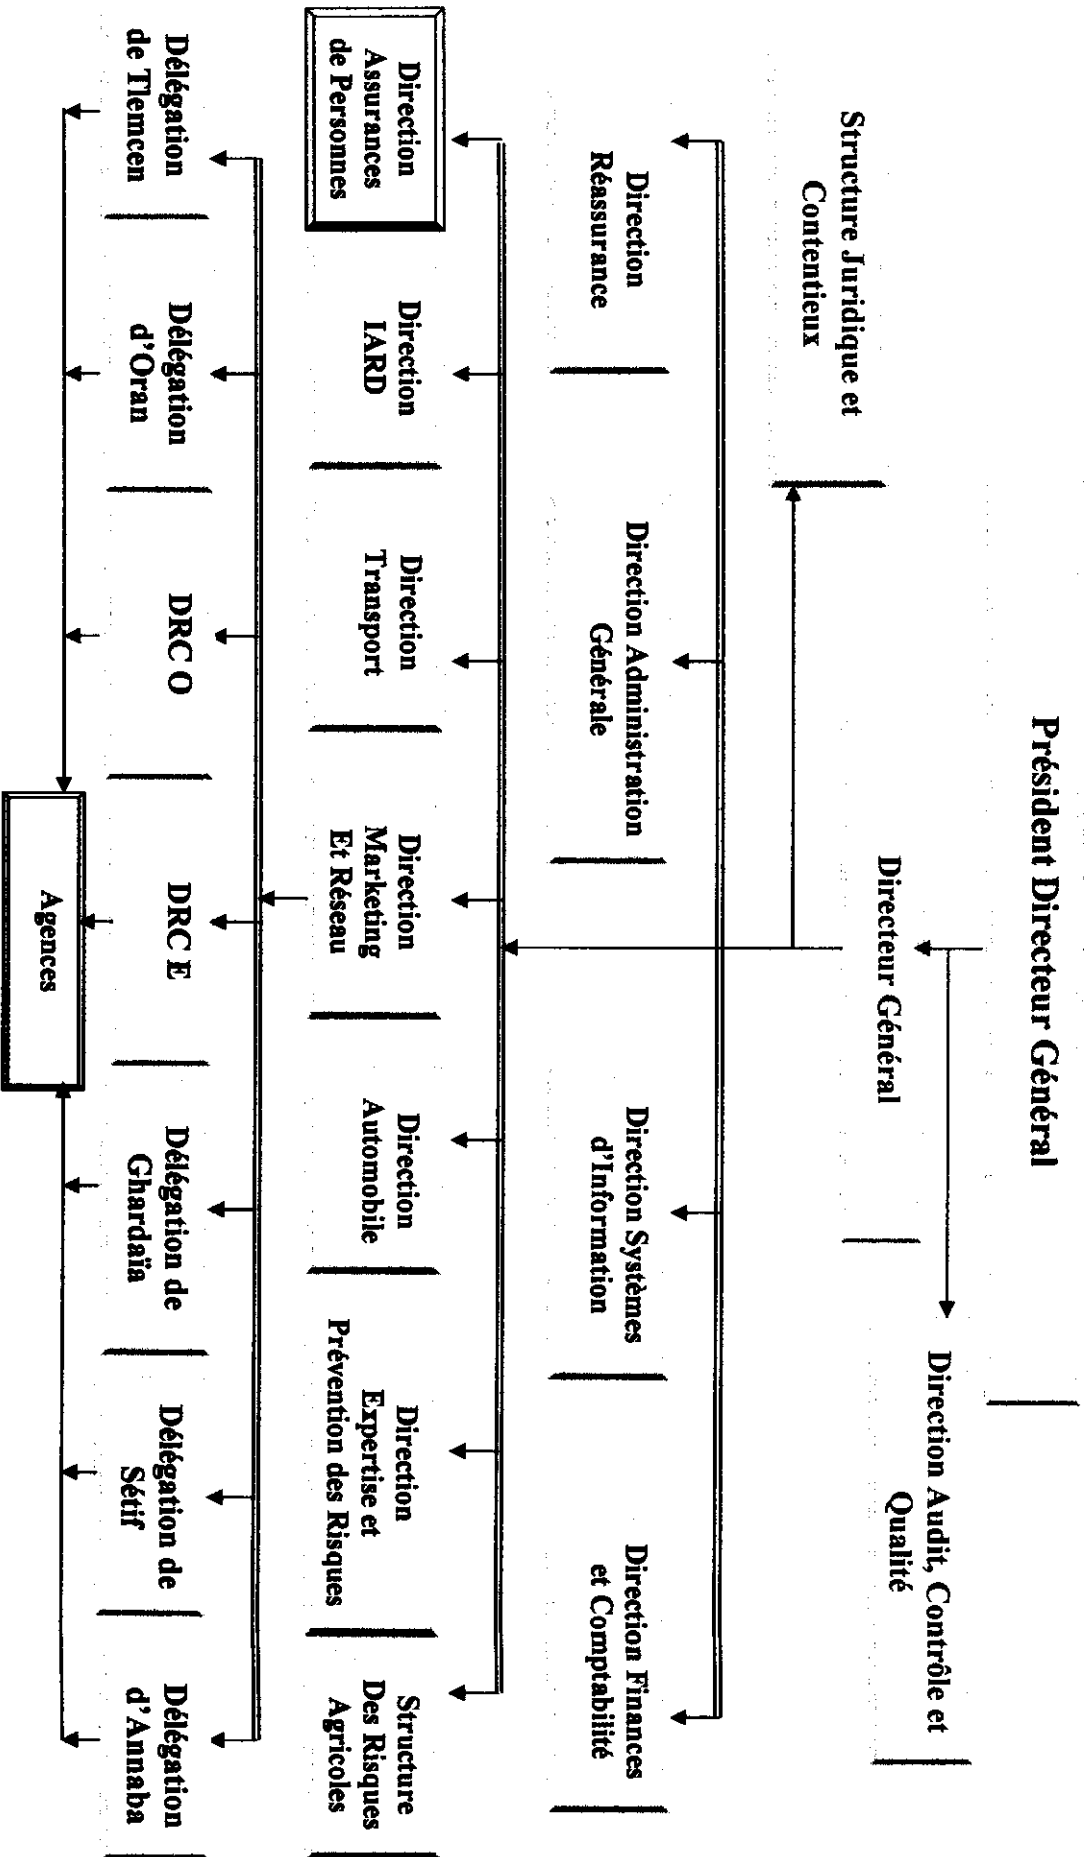 Président Directeur Général
Directeur Général
Direction Audit, Contrôle et
Qualité
Structure Juridique et
Contentieux
Direction
Réassurance
Direction Administration
Générale
Direction Systèmes
d'Information
Direction Finances
et Comptabilité
Direction
Assurances
de Personnes
Direction
IARD
Direction
Transport
Direction
Marketing
Et Réseau
Direction
Automobile
Direction
Expertise et
Prévention des Risques
Structure
Des Risques
Agricoles
Délégation
de Tlemcen
Délégation
d'Oran
DRC O
DRC E
Délégation de
Ghardaïa
Délégation de
Sétif
Délégation
d'Annaba
Agences